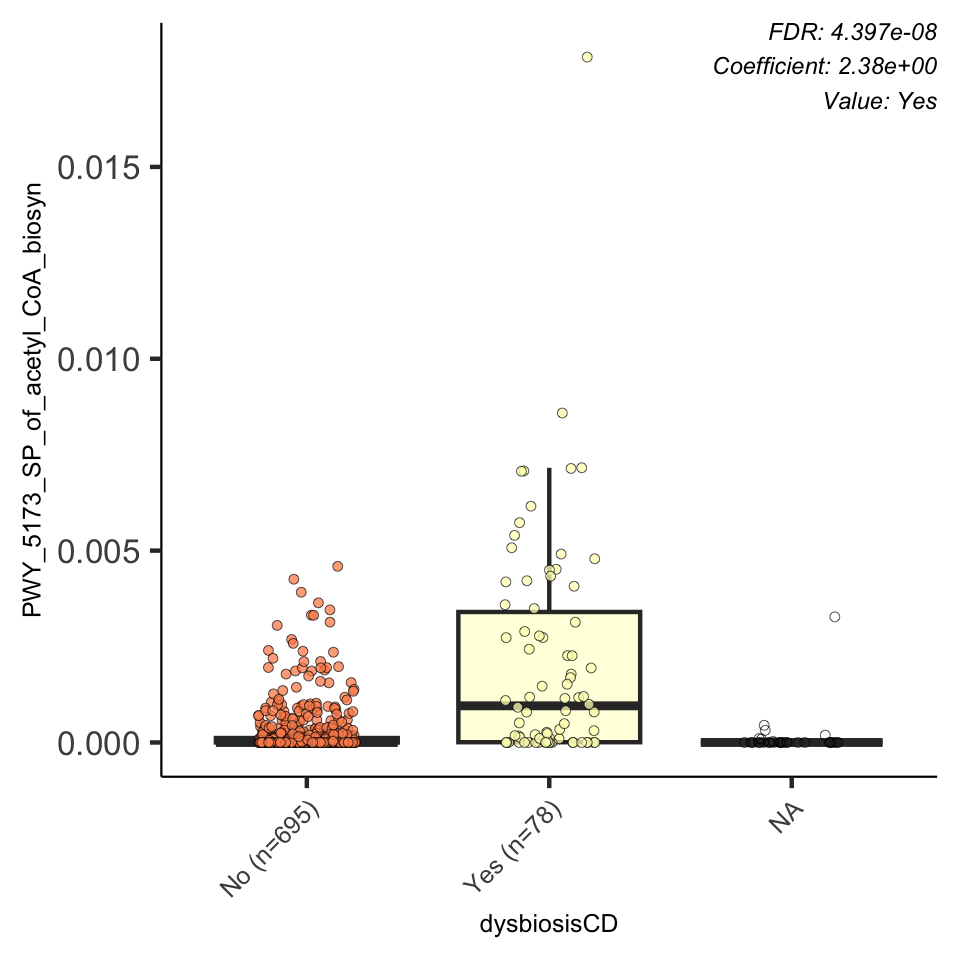 FDR: 4.397e-08
Coefficient: 2.38e+00
Value: Yes
PWY_5173_SP_of_acetyl_CoA_biosyn
0.015
0.010
0.005
0.000
No (n=695)
Yes (n=78)
NA
dysbiosisCD